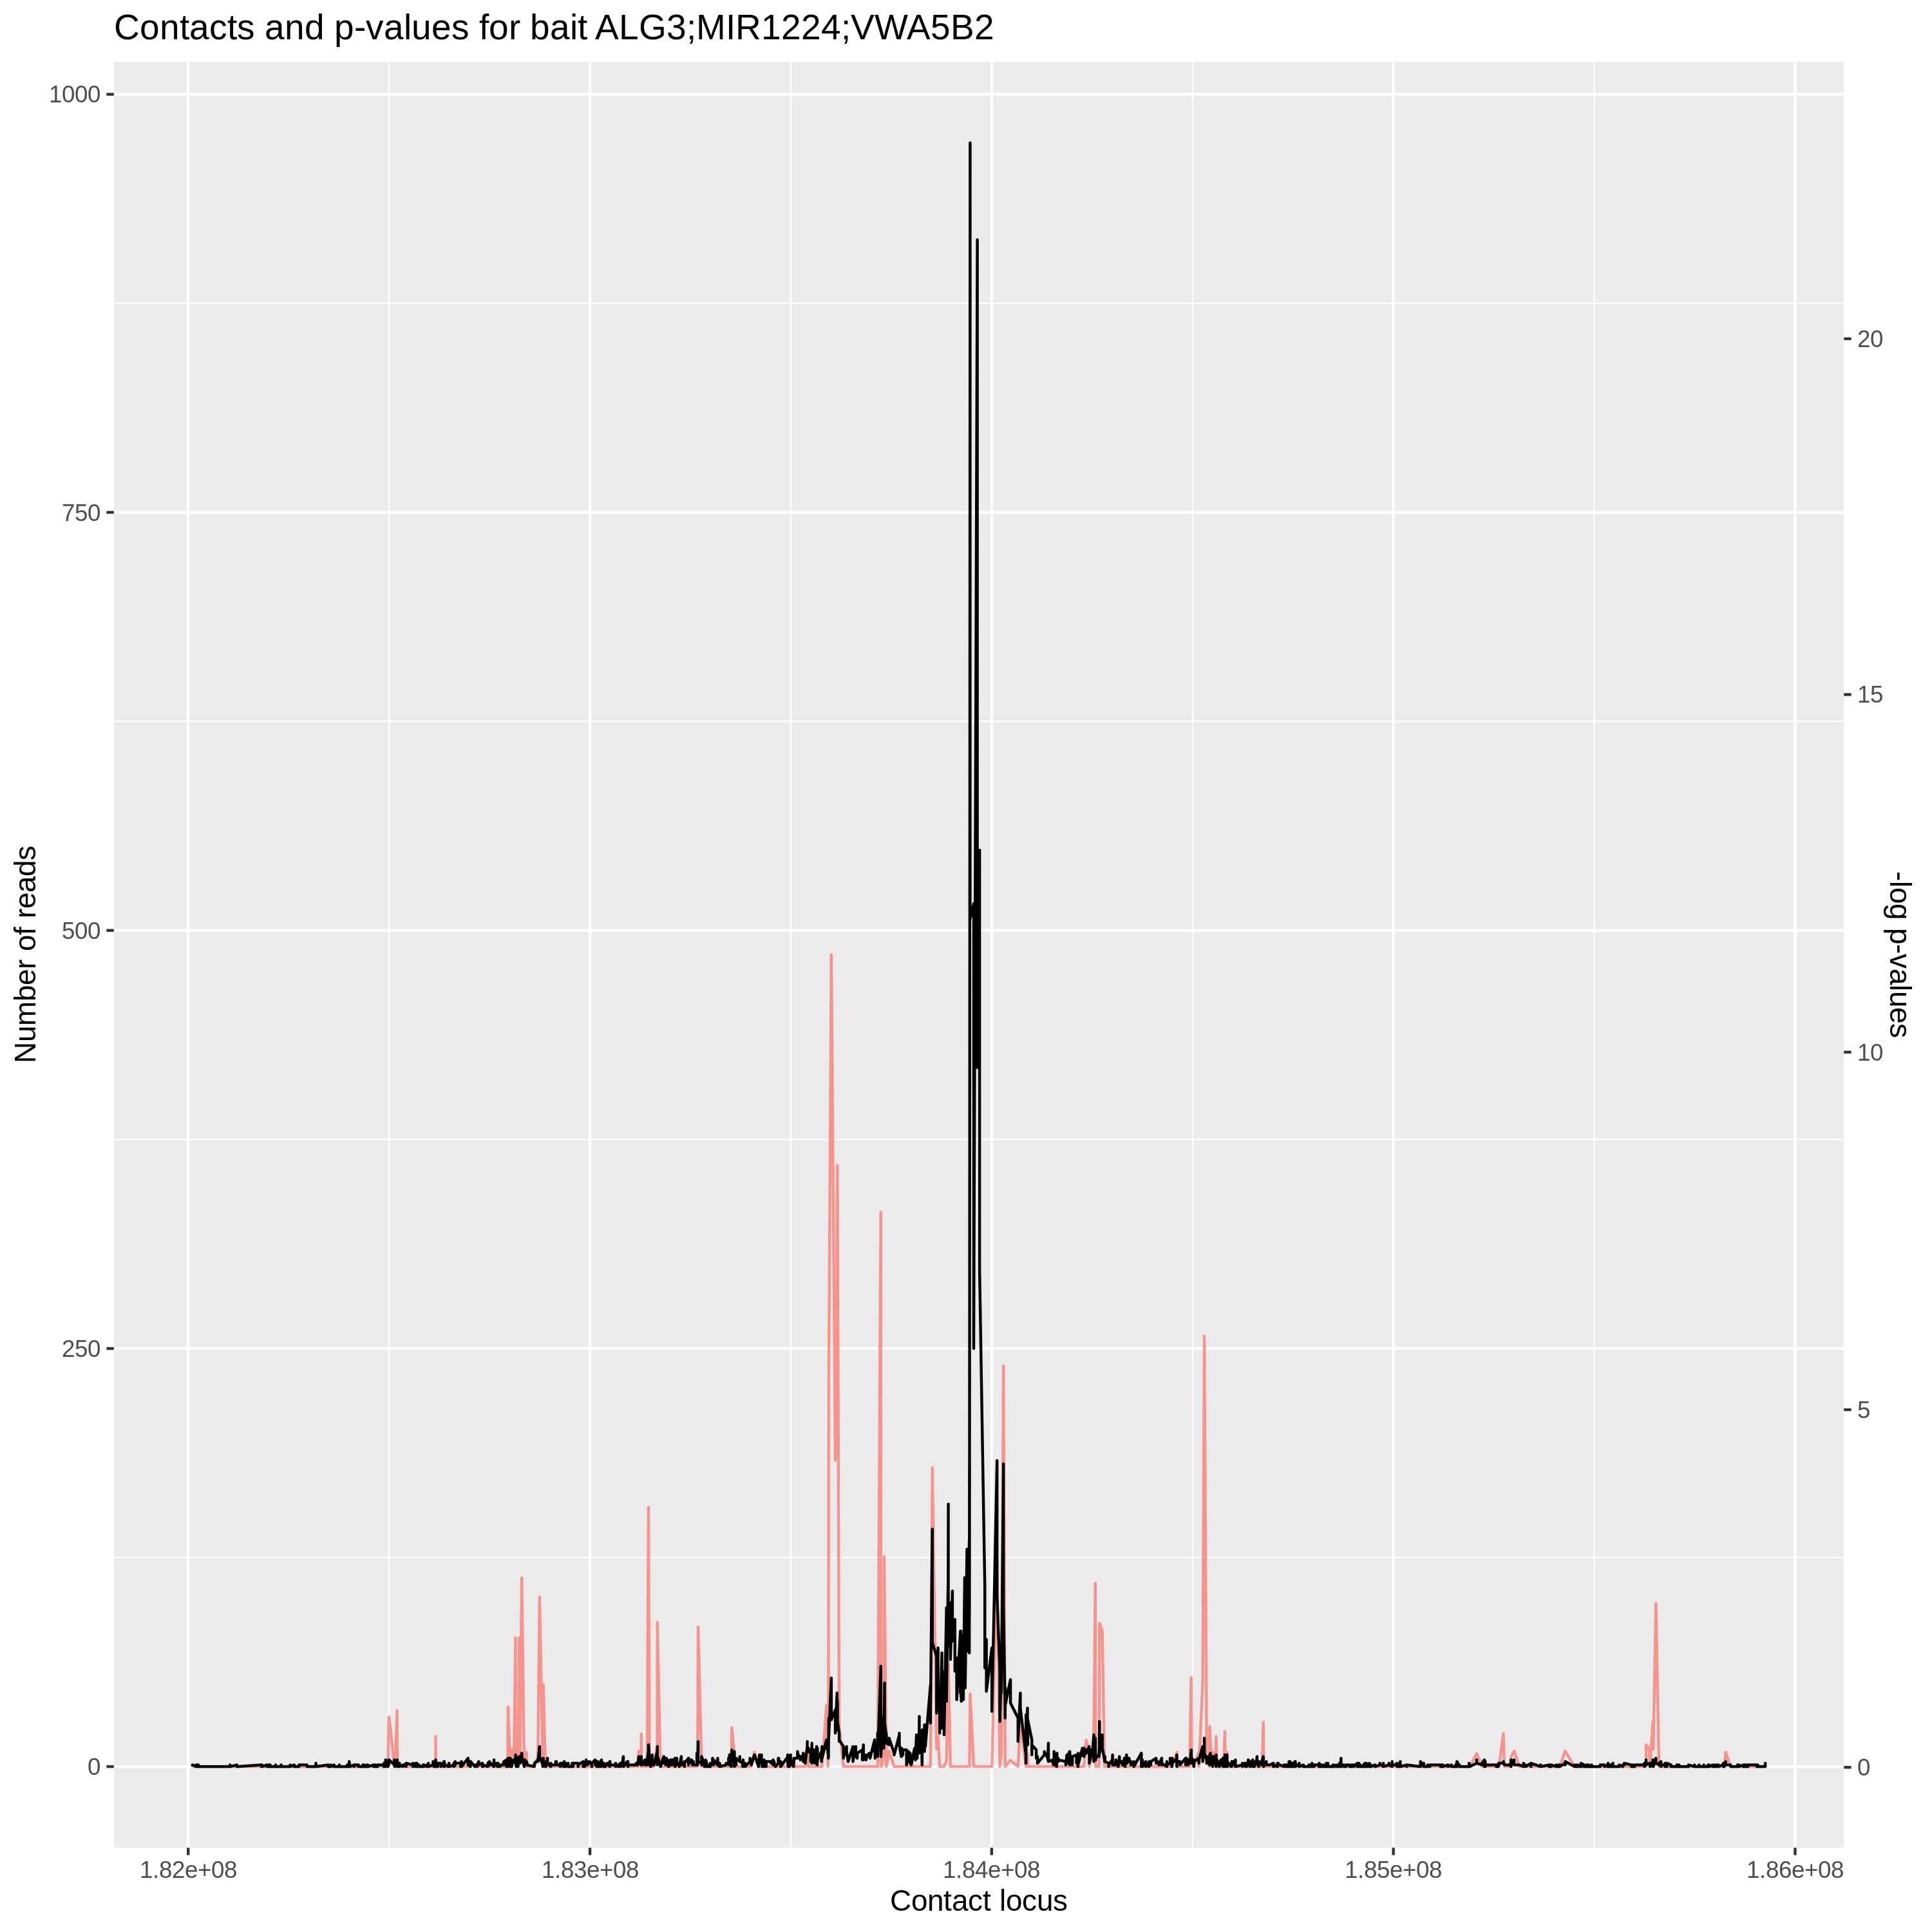 Contacts and p-values for bait ALG3;MIR1224;VWA5B2
1000
750
500
250
0
Number of reads
20
15
10
5
0
-log p-values
1.82e+08
1.83e+08
1.84e+08
1.85e+08
1.86e+08
Contact locus